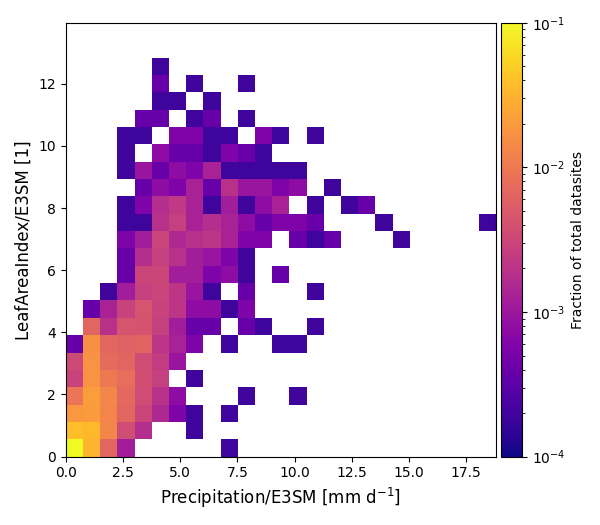 10⁻¹
12
10
LeafAreaIndex/E3SM [1]
10⁻²
8
Fraction of total datasites
6
10⁻³
4
2
0
10⁻⁴
0.0 2.5 5.0 7.5 10.0 12.5 15.0 17.5
Precipitation/E3SM [mm d⁻¹]